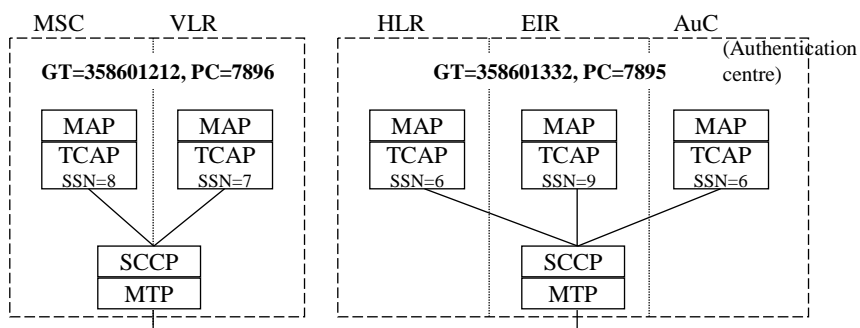 MSC VLR HLR EIR AuC
(Authentication
centre)
GT=358601212, PC=7896 GT=358601332, PC=7895
MAP MAP MAP MAP MAP
TCAP TCAP TCAP TCAP TCAP
SSN=8 SSN=7 SSN=6 SSN=9 SSN=6
SCCP SCCP
MTP MTP